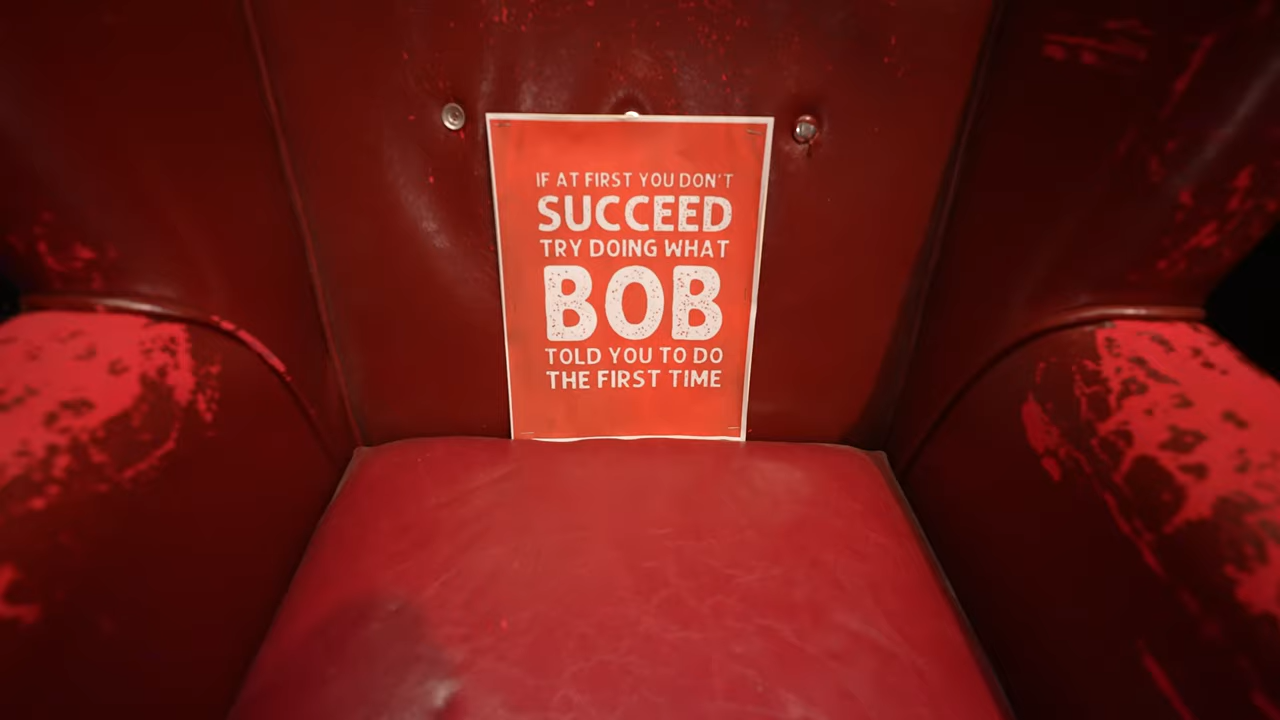 IF AT FIRST YOU DON'T
SUCCEED
TRY DOING WHAT
BOB
TOLD YOU TO DO
THE FIRST TIME